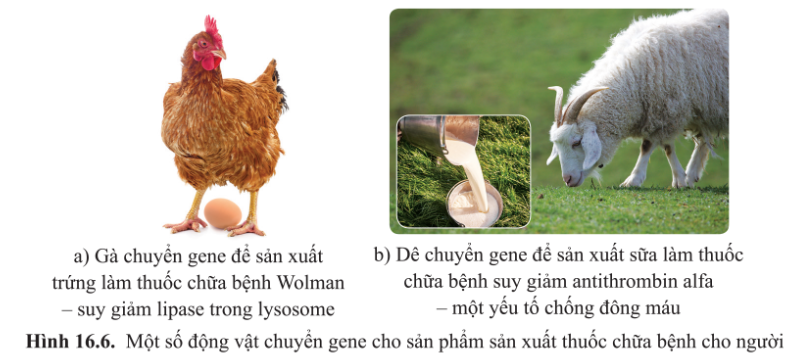 a) Gà chuyển gene để sản xuất
trứng làm thuốc chữa bệnh Wolman
– suy giảm lipase trong lysosome
b) Dê chuyển gene để sản xuất sữa làm thuốc
chữa bệnh suy giảm antithrombin alfa
– một yếu tố chống đông máu
Hình 16.6. Một số động vật chuyển gene cho sản phẩm sản xuất thuốc chữa bệnh cho người